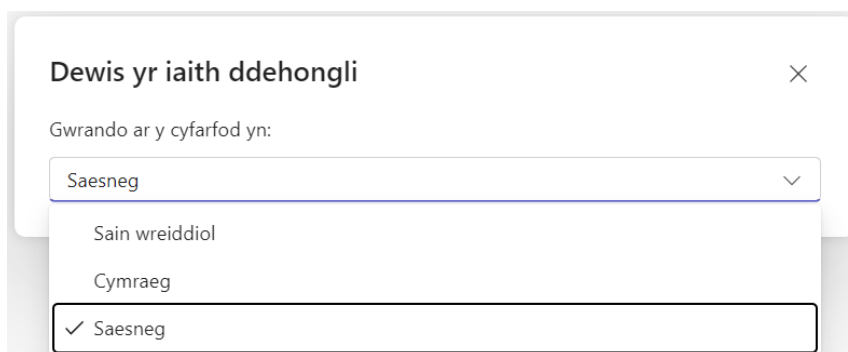 Dewis yr iaith ddehongli
Gwrando ar y cyfarfod yn:
Saesneg
Sain wreiddiol
Cymraeg
Saesneg